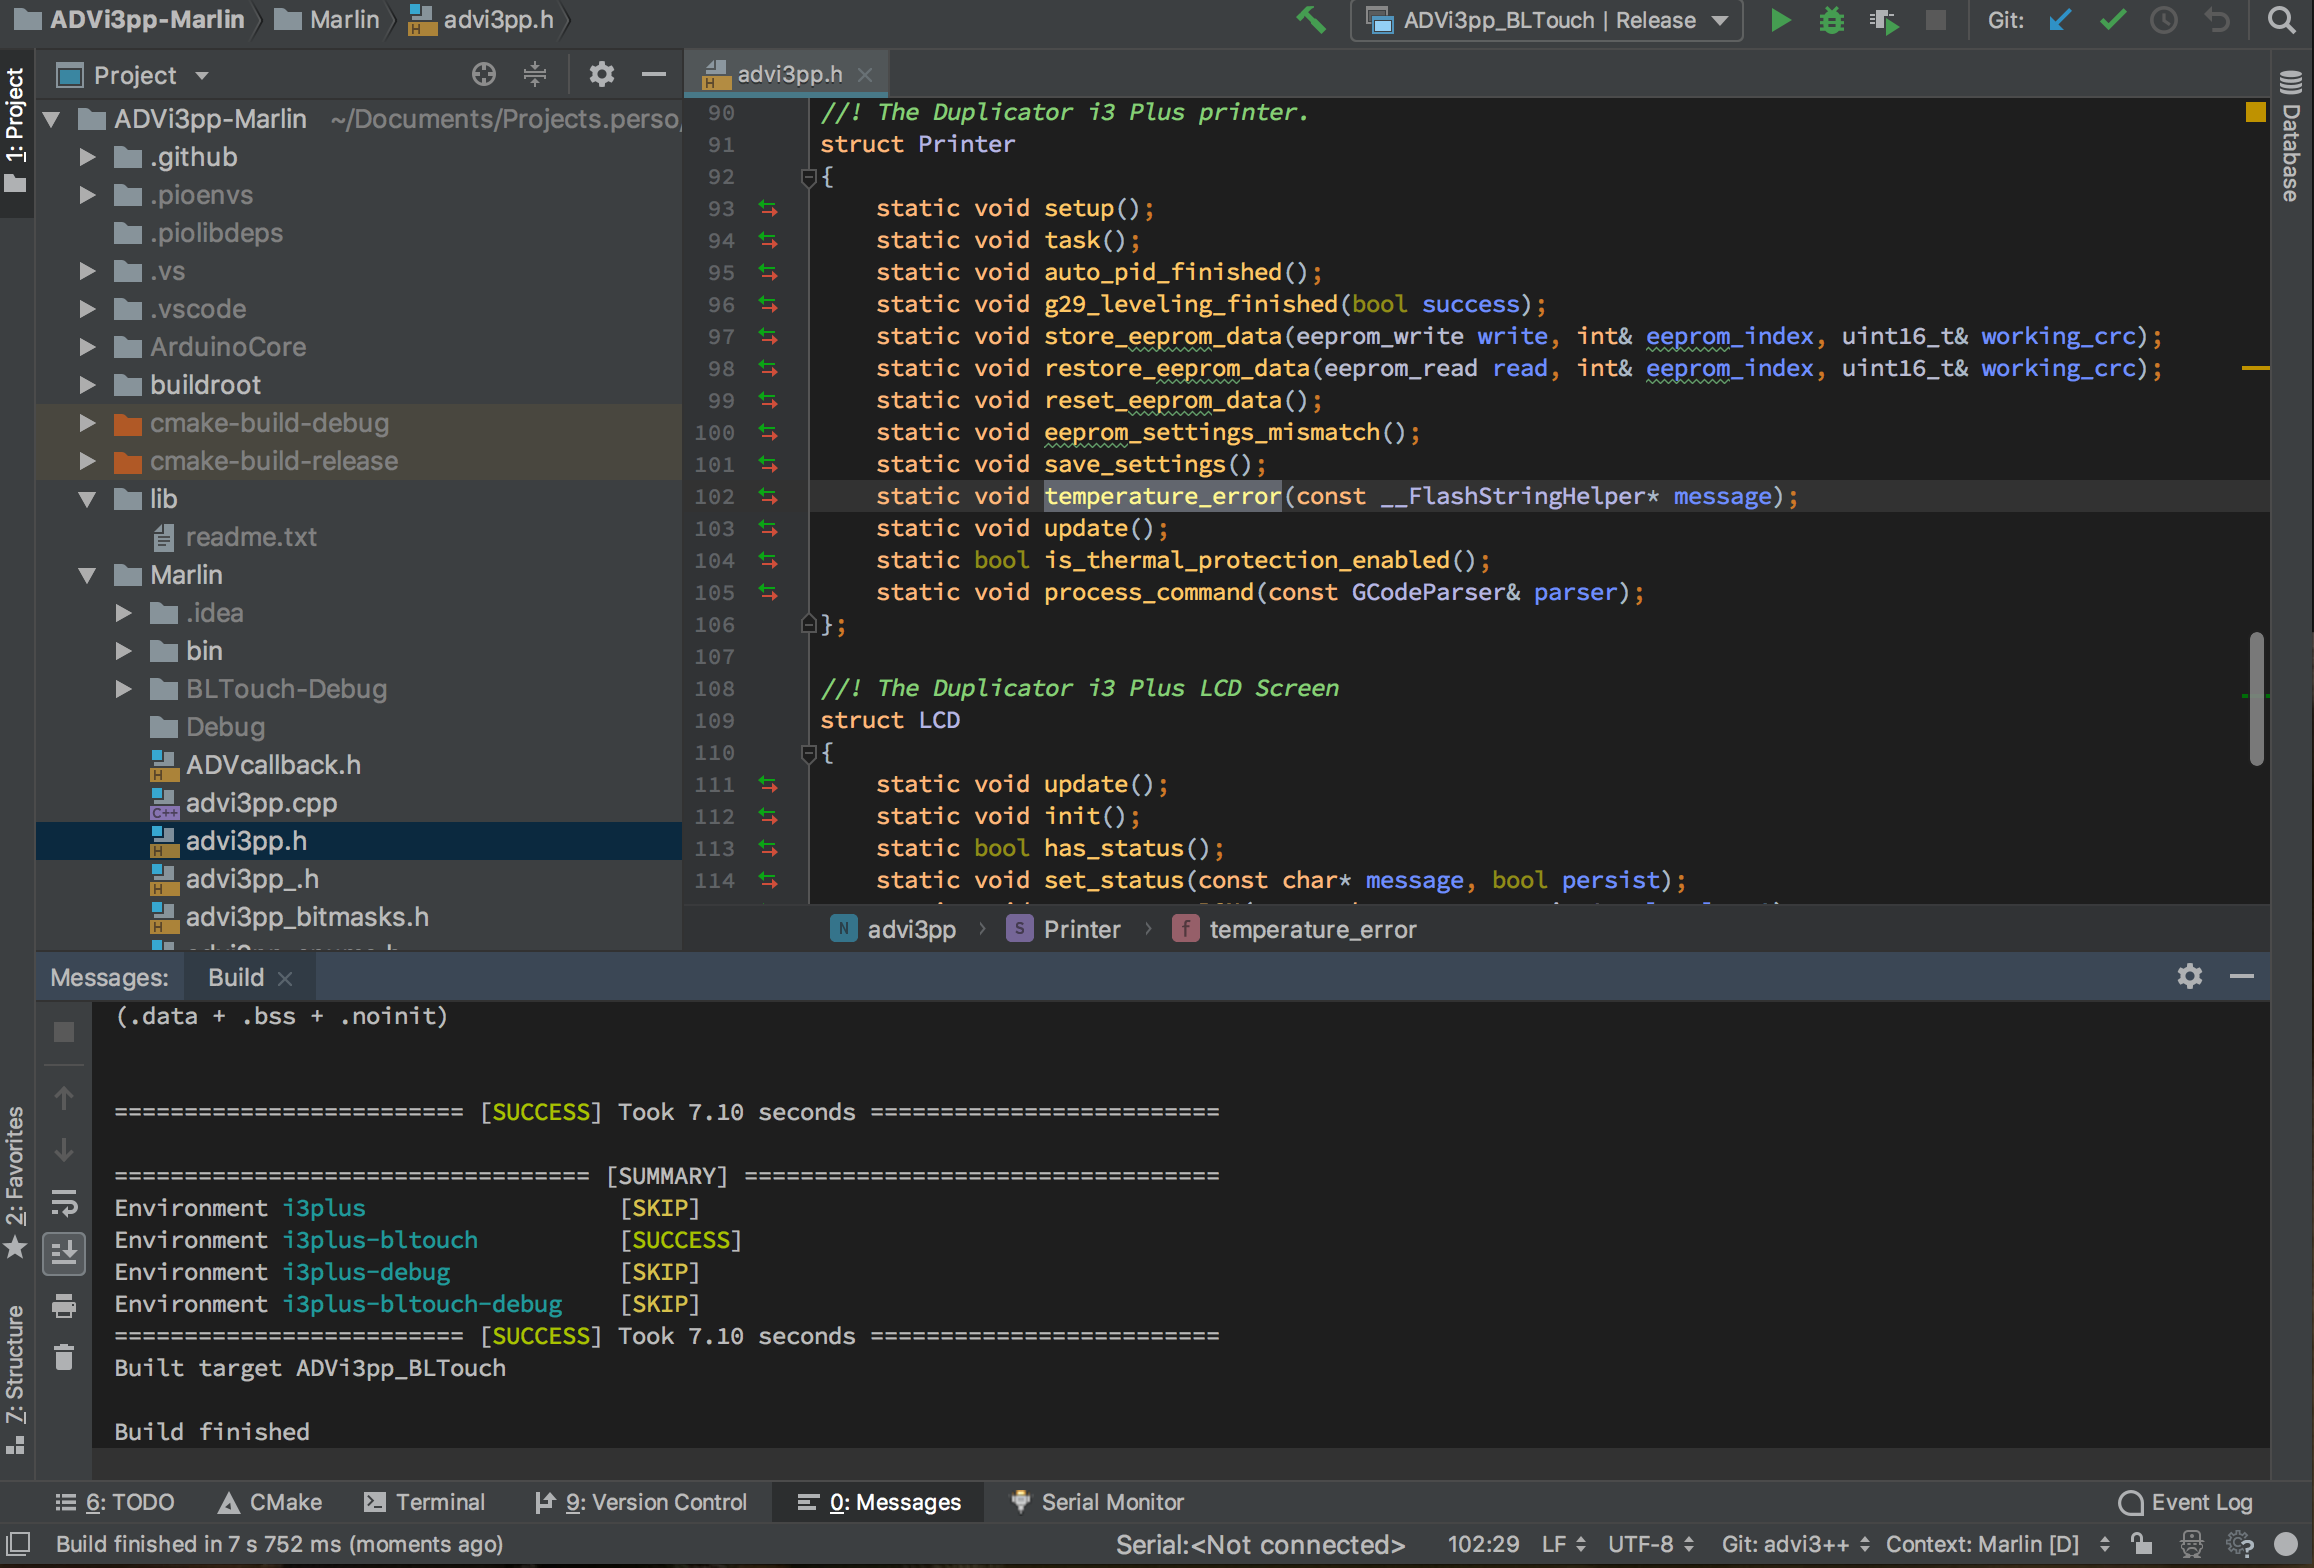 ADVi3pp-Marlin Marlin advi3pp.h
ADVi3pp_BLTouch | Release
Git:
1: Project
Project
advi3pp.h
Database
ADVi3pp-Marlin ~/Documents/Projects.perso/
.github
.pioenvs
.piolibdeps
.vs
.vscode
ArduinoCore
buildroot
cmake-build-debug
cmake-build-release
lib
readme.txt
Marlin
.idea
bin
BLTouch-Debug
Debug
ADVcallback.h
advi3pp.cpp
advi3pp.h
advi3pp_.h
advi3pp_bitmasks.h
90 //! The Duplicator i3 Plus printer.
91 struct Printer
92 {
93 static void setup();
94 static void task();
95 static void auto_pid_finished();
96 static void g29_leveling_finished(bool success);
97 static void store_eeprom_data(eeprom_write write, int& eeprom_index, uint16_t& working_crc);
98 static void restore_eeprom_data(eeprom_read read, int& eeprom_index, uint16_t& working_crc);
99 static void reset_eeprom_data();
100 static void eeprom_settings_mismatch();
101 static void save_settings();
102 static void temperature_error(const __FlashStringHelper* message);
103 static void update();
104 static bool is_thermal_protection_enabled();
105 static void process_command(const GCodeParser& parser);
106 };
107
108 //! The Duplicator i3 Plus LCD Screen
109 struct LCD
110 {
111 static void update();
112 static void init();
113 static bool has_status();
114 static void set_status(const char* message, bool persist);
N advi3pp S Printer f temperature_error
Messages: Build
(.data + .bss + .noinit)
========================= [SUCCESS] Took 7.10 seconds =========================
================================== [SUMMARY] ==================================
Environment i3plus [SKIP]
Environment i3plus-bltouch [SUCCESS]
Environment i3plus-debug [SKIP]
Environment i3plus-bltouch-debug [SKIP]
========================= [SUCCESS] Took 7.10 seconds =========================
Built target ADVi3pp_BLTouch
Build finished
2: Favorites
7: Structure
6: TODO CMake Terminal 9: Version Control 0: Messages Serial Monitor Event Log
Build finished in 7 s 752 ms (moments ago) Serial:<Not connected> 102:29 LF UTF-8 Git: advi3++ Context: Marlin [D]